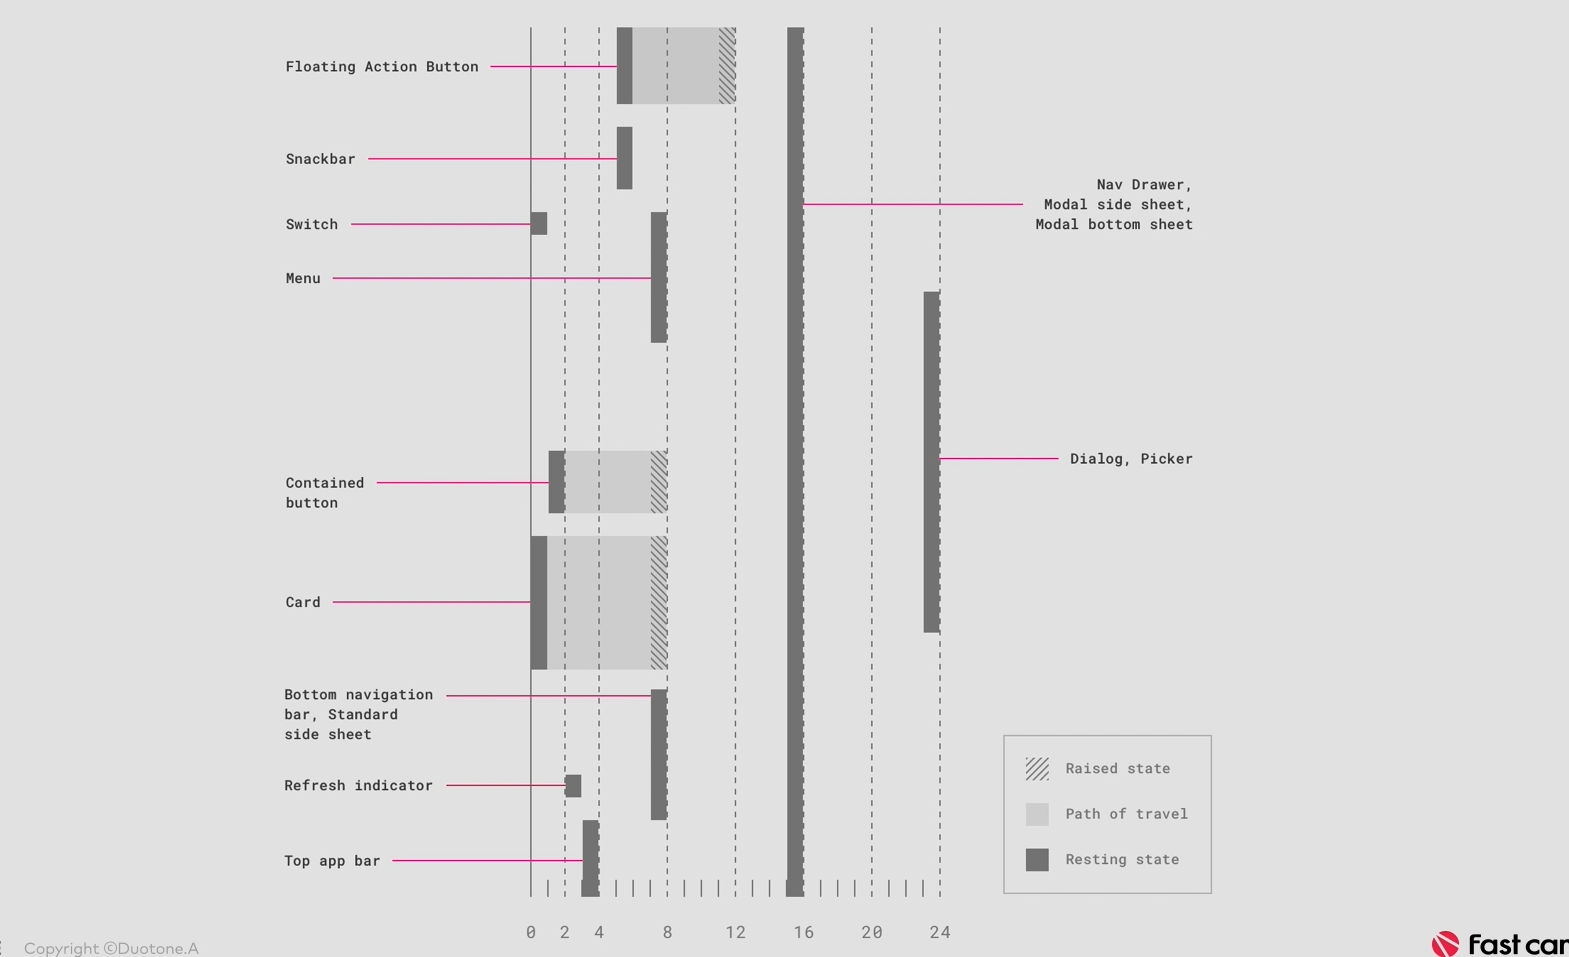 Floating Action Button
Snackbar
Switch
Menu
Nav Drawer,
Modal side sheet,
Modal bottom sheet
Dialog, Picker
Contained
button
Card
Bottom navigation
bar, Standard
side sheet
Refresh indicator
Top app bar
Raised state
Path of travel
Resting state
0 2 4 8 12 16 20 24
Copyright ©Duotone.A
Fast cam